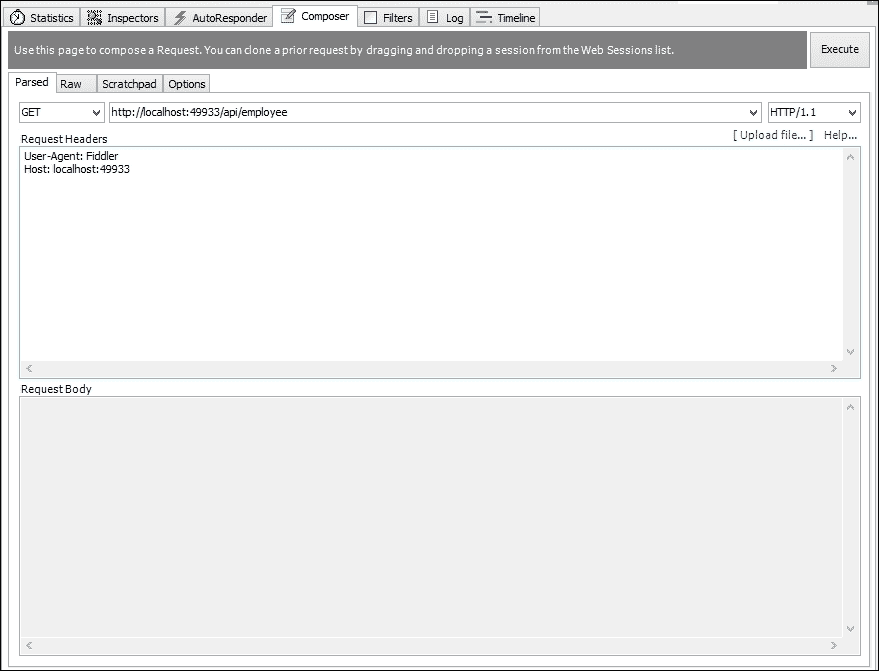 Statistics Inspectors AutoResponder Composer Filters Log Timeline
Use this page to compose a Request. You can clone a prior request by dragging and dropping a session from the Web Sessions list.
Execute
Parsed Raw Scratchpad Options
GET http://localhost:49933/api/employee HTTP/1.1
Request Headers [ Upload file... ] Help...
User-Agent: Fiddler
Host: localhost:49933
Request Body